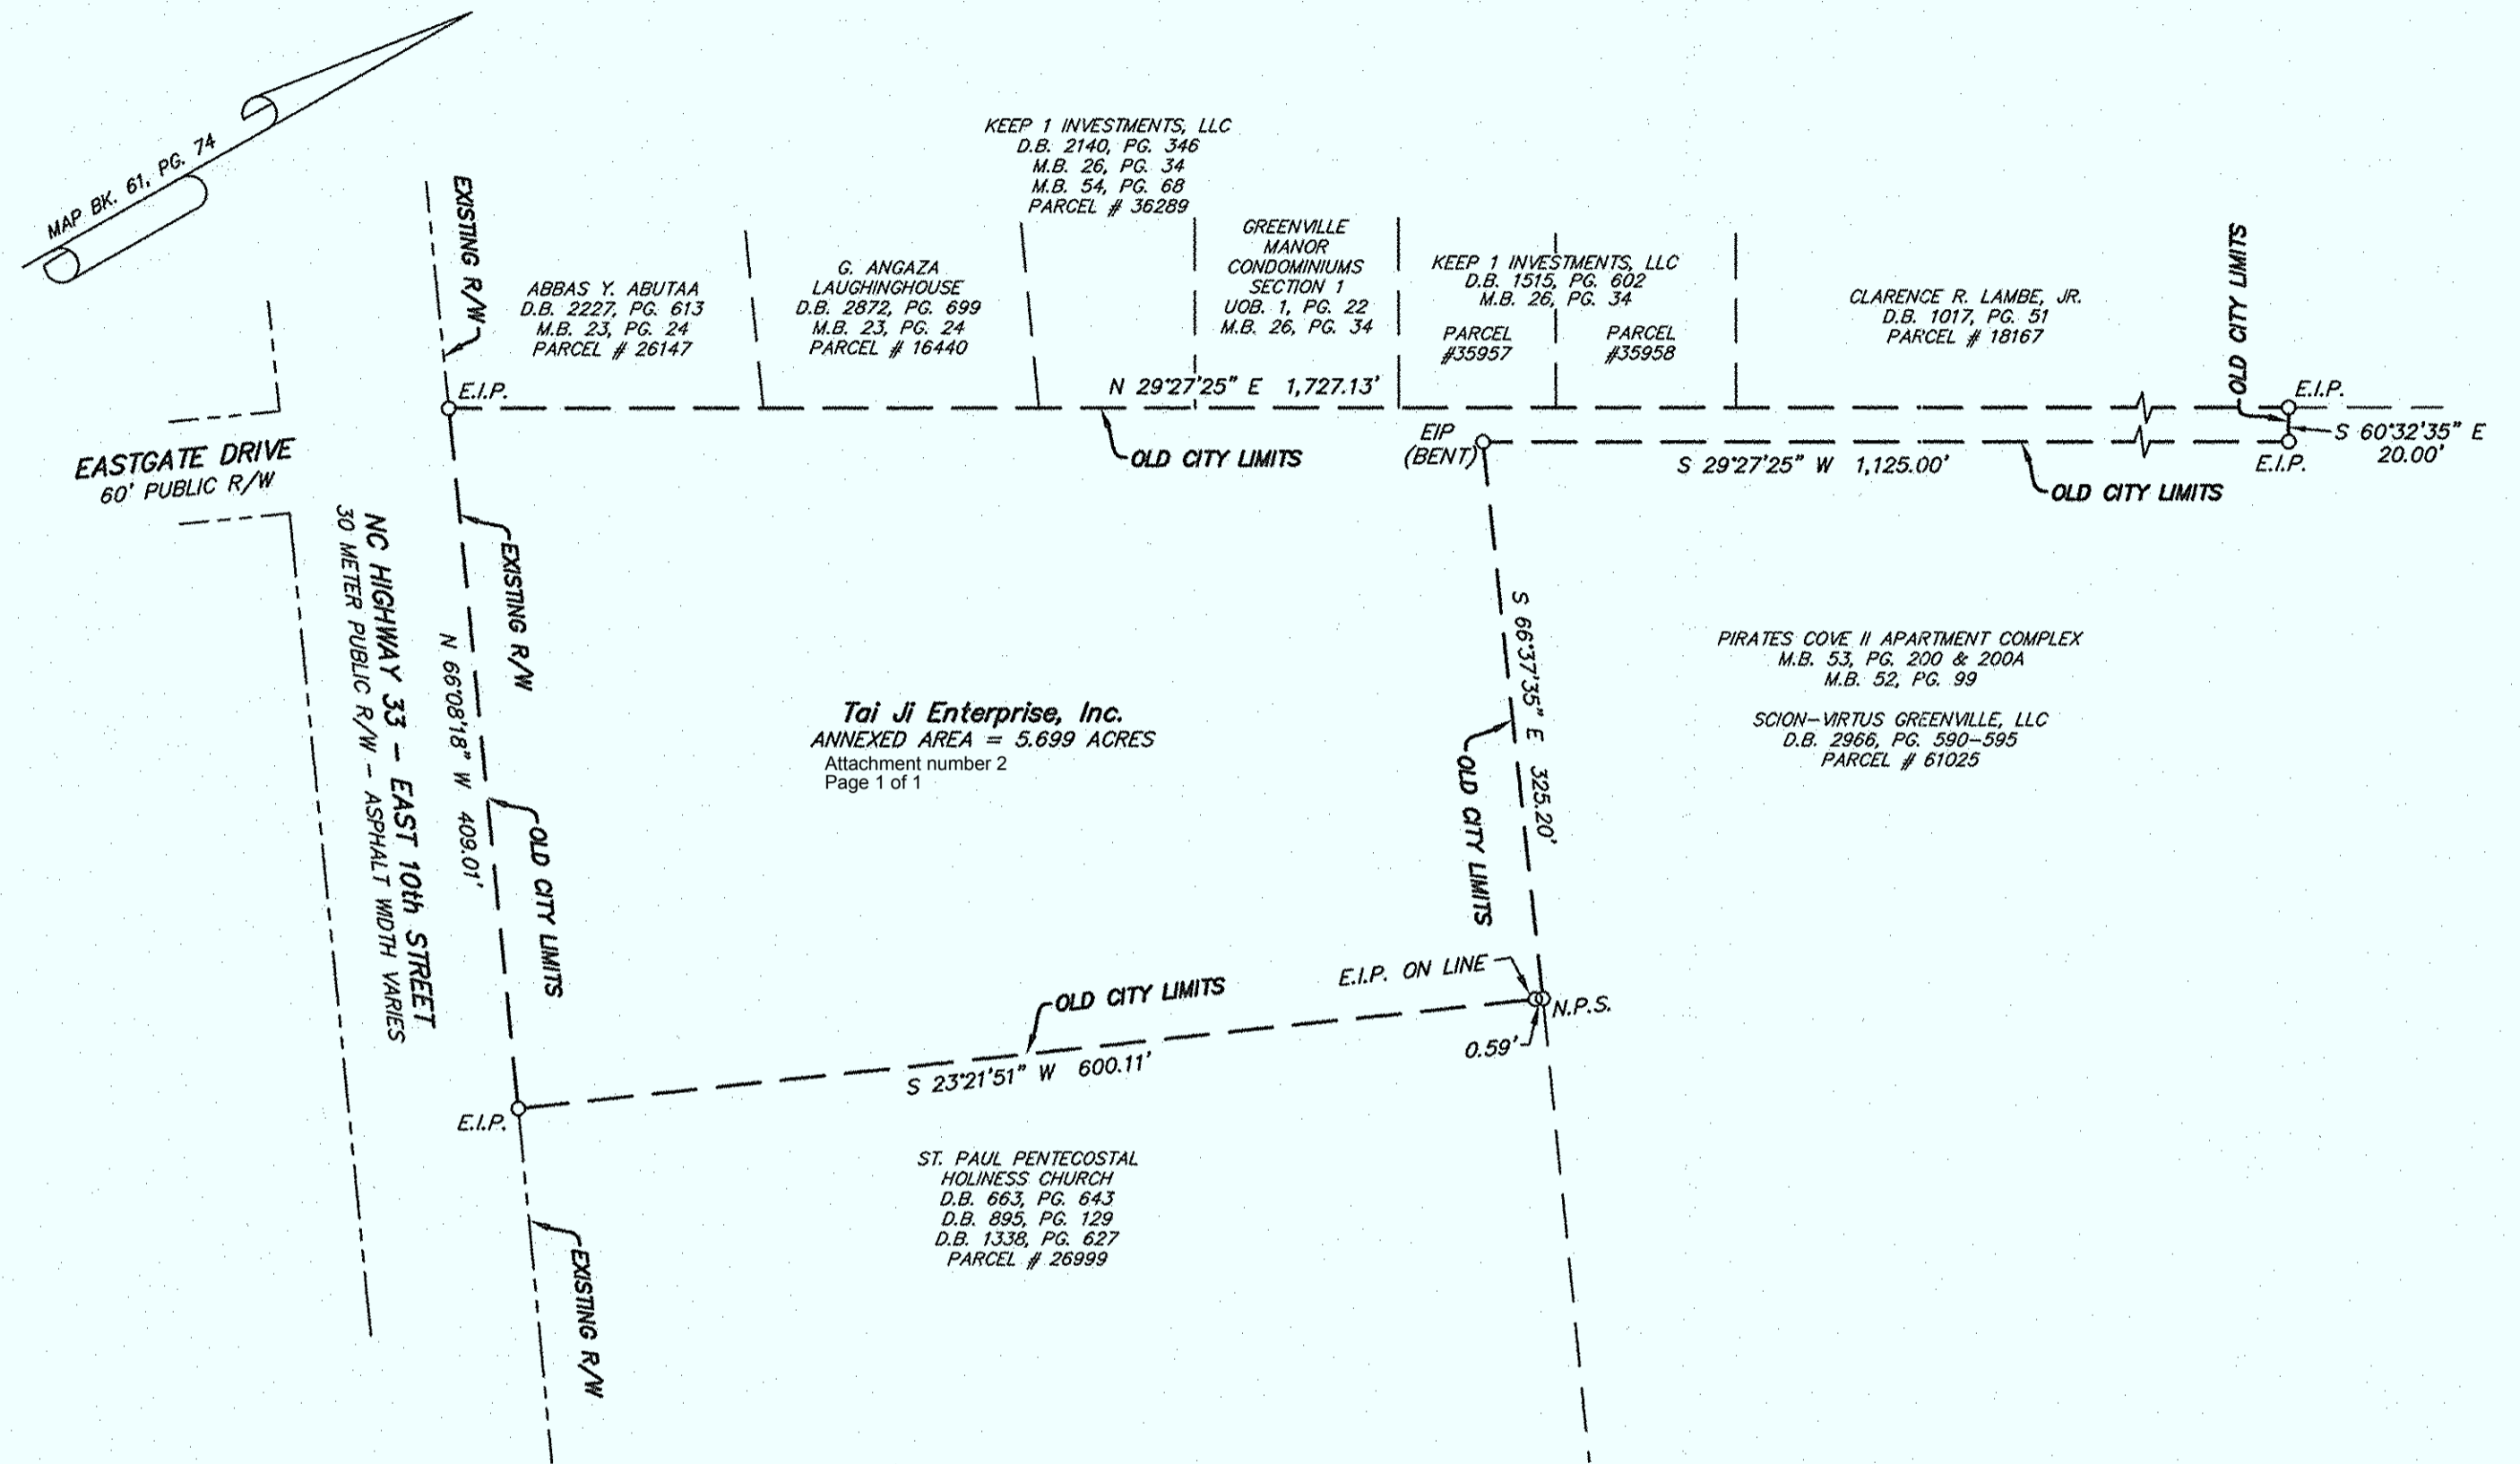 MAP BK. 61, PG. 74
EXISTING R/W
ABBAS Y. ABUTAA
D.B. 2227, PG. 613
M.B. 23, PG. 24
PARCEL # 26147
G. ANGAZA
LAUGHINGHOUSE
D.B. 2872, PG. 699
M.B. 23, PG. 24
PARCEL # 16440
KEEP 1 INVESTMENTS, LLC
D.B. 2140, PG. 346
M.B. 26, PG. 34
M.B. 54, PG. 68
PARCEL # 36289
GREENVILLE
MANOR
CONDOMINIUMS
SECTION 1
UOB. 1, PG. 22
M.B. 26, PG. 34
KEEP 1 INVESTMENTS, LLC
D.B. 1515, PG. 602
M.B. 26, PG. 34
PARCEL
#35957
PARCEL
#35958
CLARENCE R. LAMBE, JR.
D.B. 1017, PG. 51
PARCEL # 18167
OLD CITY LIMITS
E.I.P.
E.I.P.
N 29°27'25" E 1,727.13'
S 60°32'35" E
20.00'
EASTGATE DRIVE
60' PUBLIC R/W
OLD CITY LIMITS
EIP
(BENT)
S 29°27'25" W 1,125.00'
E.I.P.
OLD CITY LIMITS
NC HIGHWAY 33 - EAST 10th STREET
30 METER PUBLIC R/W - ASPHALT WIDTH VARIES
EXISTING R/W
N 66°08'18" W 409.01'
OLD CITY LIMITS
Tai Ji Enterprise, Inc.
ANNEXED AREA = 5.699 ACRES
Attachment number 2
Page 1 of 1
S 66°37'35" E 325.20'
OLD CITY LIMITS
PIRATES COVE II APARTMENT COMPLEX
M.B. 53, PG. 200 & 200A
M.B. 52, PG. 99
SCION-VIRTUS GREENVILLE, LLC
D.B. 2966, PG. 590-595
PARCEL # 61025
E.I.P. ON LINE
OLD CITY LIMITS
N.P.S.
0.59'
S 23°21'51" W 600.11'
E.I.P.
ST. PAUL PENTECOSTAL
HOLINESS CHURCH
D.B. 663, PG. 643
D.B. 895, PG. 129
D.B. 1338, PG. 627
PARCEL # 26999
EXISTING R/W